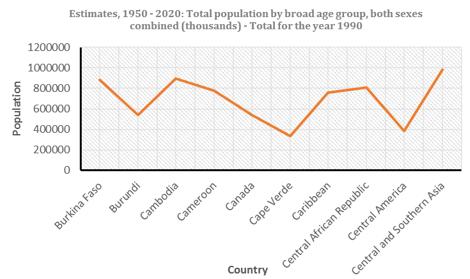 Estimates, 1950 - 2020: Total population by broad age group, both sexes
combined (thousands) - Total for the year 1990
1200000
1000000
800000
600000
400000
200000
0
Population
Burkina Faso
Burundi
Cambodia
Cameroon
Canada
Cape Verde
Caribbean
Central African Republic
Central America
Central and Southern Asia
Country